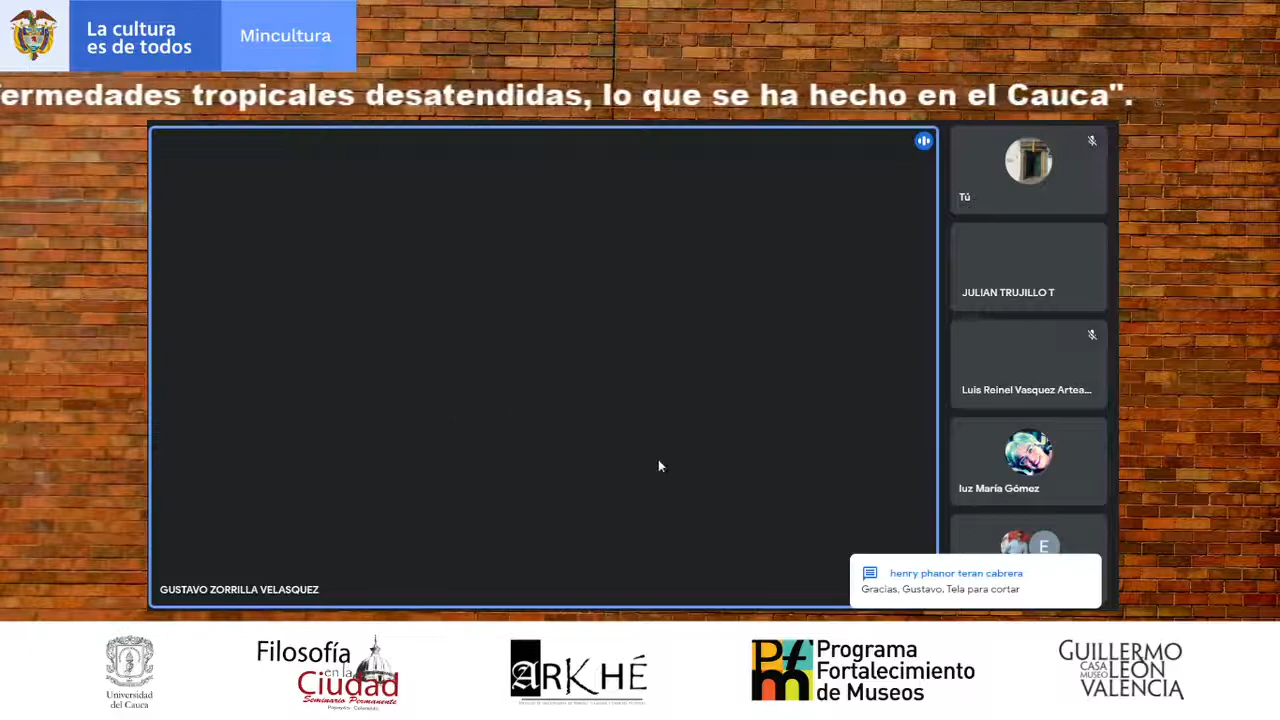 La cultura
es de todos
Mincultura
ermedades tropicales desatendidas, lo que se ha hecho en el Cauca".
Tú
JULIAN TRUJILLO T
Luis Reinel Vasquez Artea...
luz María Gómez
E
henry phanor teran cabrera
Gracias, Gustavo. Tela para cortar
GUSTAVO ZORRILLA VELASQUEZ
Universidad
del Cauca
Filosofía
en la
Ciudad
Seminario Permanente
Popayán, Colombia
ARKHÉ
Pfm
Programa
Fortalecimiento
de Museos
GUILLERMO
CASA
MUSEO
LEÓN
VALENCIA